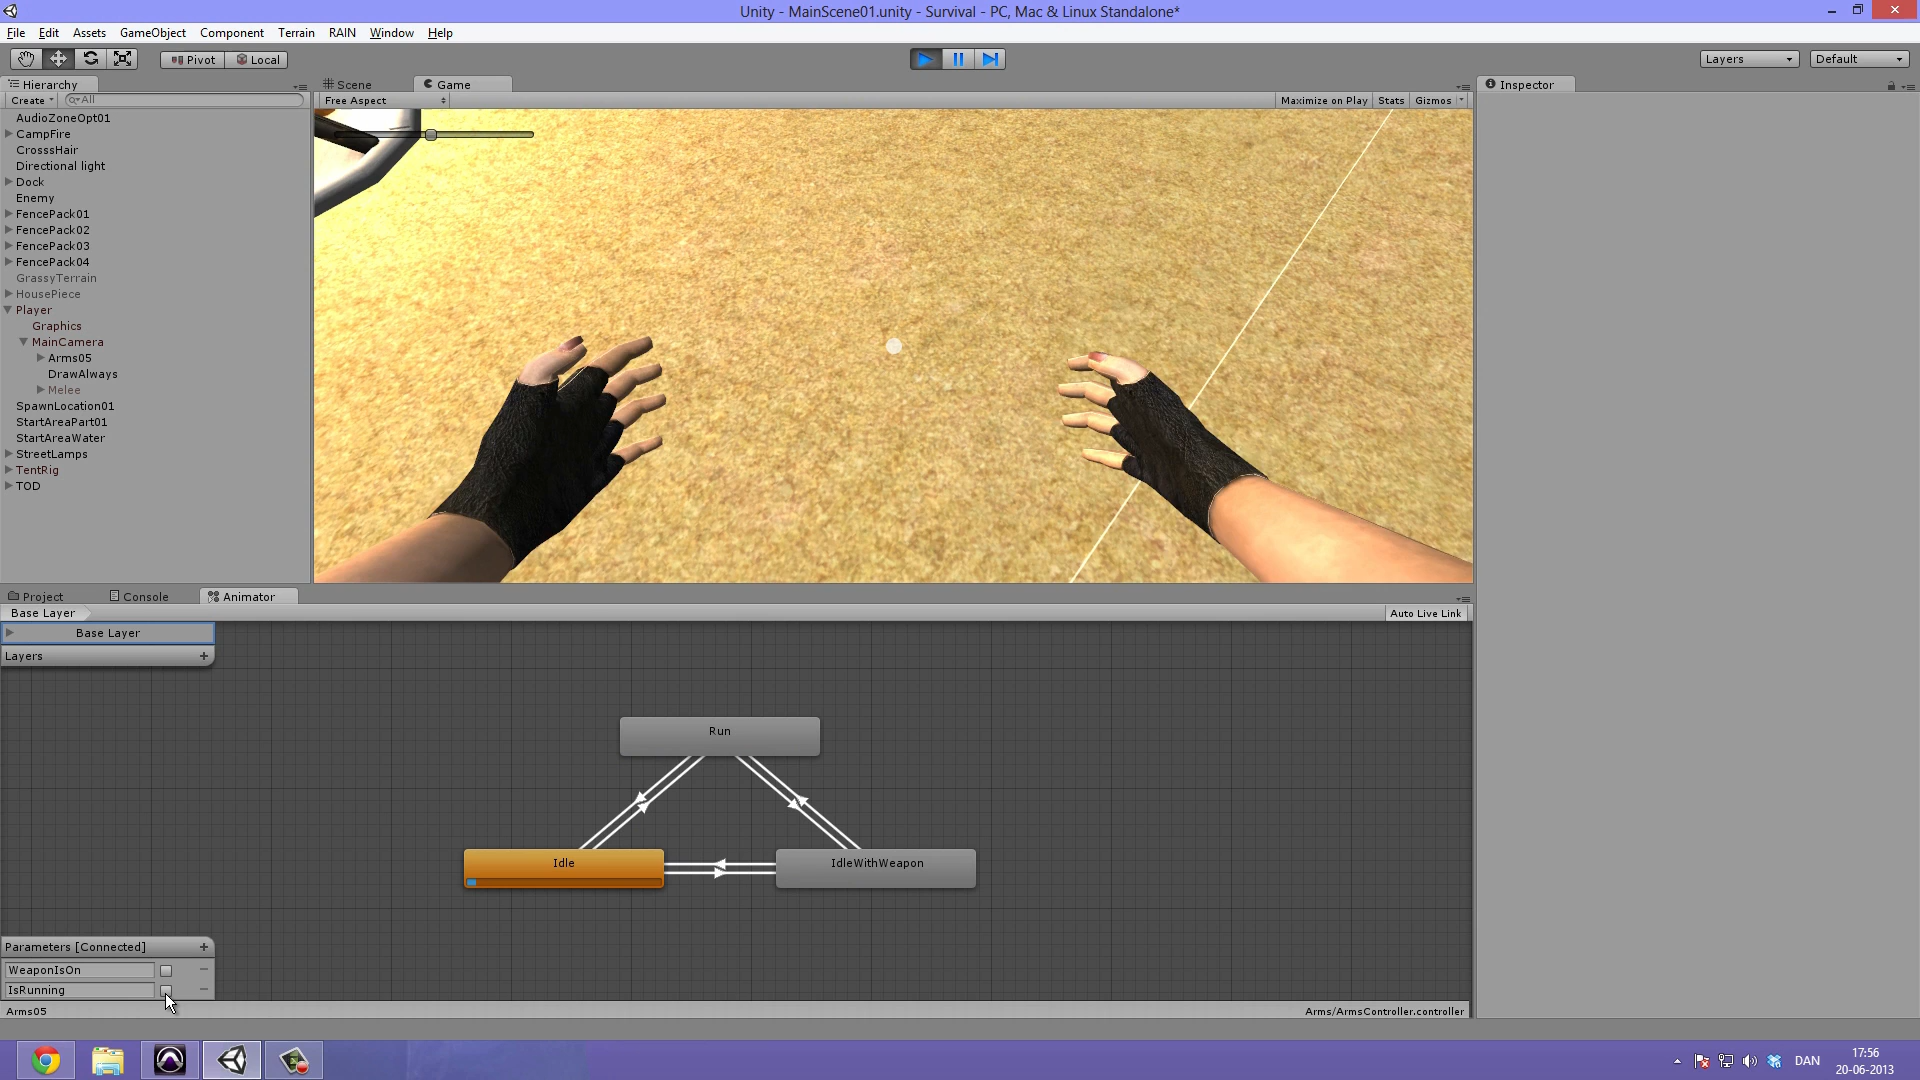 Unity - MainScene01.unity - Survival - PC, Mac & Linux Standalone*
File Edit Assets GameObject Component Terrain RAIN Window Help
Pivot Local Layers Default
Hierarchy Scene Game Inspector
Create All Free Aspect Maximize on Play Stats Gizmos
AudioZoneOpt01
CampFire
CrosssHair
Directional light
Dock
Enemy
FencePack01
FencePack02
FencePack03
FencePack04
GrassyTerrain
HousePiece
Player
Graphics
MainCamera
Arms05
DrawAlways
Melee
SpawnLocation01
StartAreaPart01
StartAreaWater
StreetLamps
TentRig
TOD
Project Console Animator
Base Layer Auto Live Link
Base Layer
Layers
Run
Idle IdleWithWeapon
Parameters [Connected]
WeaponIsOn
IsRunning
Arms05 Arms/ArmsController.controller
DAN 17:56
20-06-2013